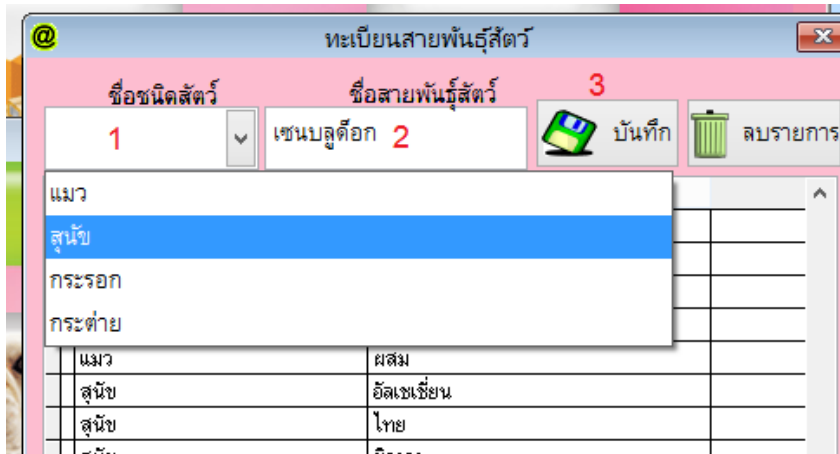 @ ทะเบียนสายพันธุ์สัตว์
ชื่อชนิดสัตว์ ชื่อสายพันธุ์สัตว์ 3
1 เซนบลูด็อก 2 บันทึก ลบรายการ
แมว
สุนัข
กระรอก
กระต่าย
แมว ผสม
สุนัข อัลเซเชี่ยน
สุนัข ไทย